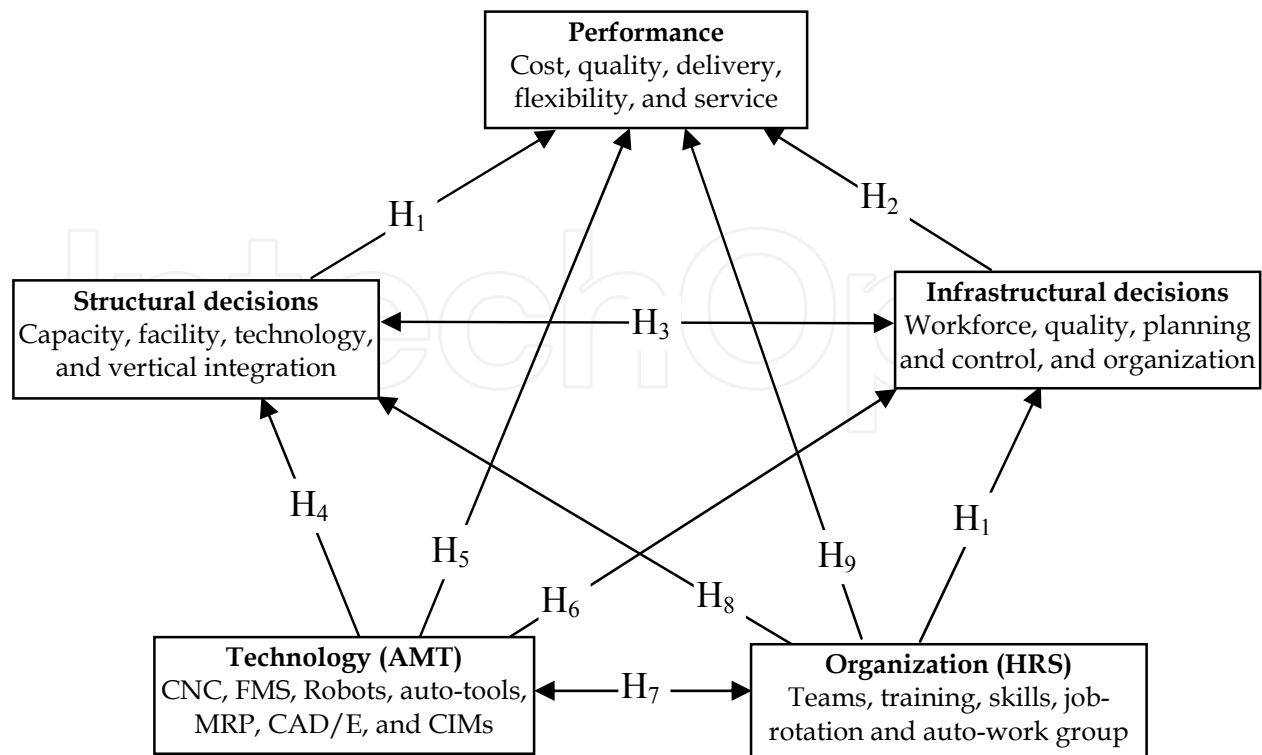 Performance
Cost, quality, delivery,
flexibility, and service
H₁
H₂
Structural decisions
Capacity, facility, technology,
and vertical integration
H₃
Infrastructural decisions
Workforce, quality, planning
and control, and organization
H₄
H₅
H₆
H₈
H₉
H₁
Technology (AMT)
CNC, FMS, Robots, auto-tools,
MRP, CAD/E, and CIMs
H₇
Organization (HRS)
Teams, training, skills, job-
rotation and auto-work group